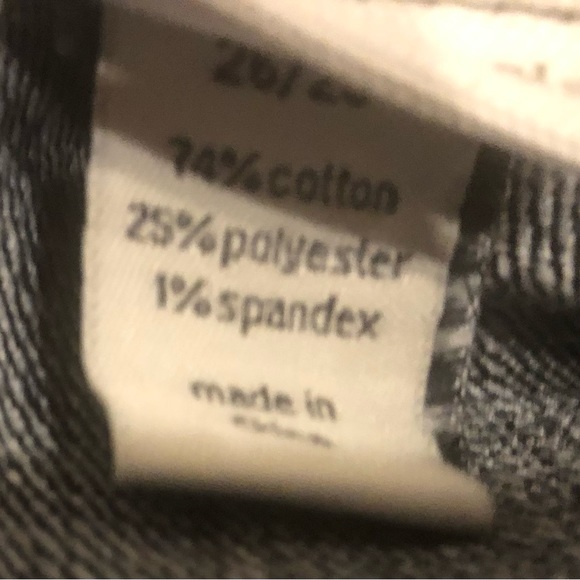 74%cotton
25%polyester
1%spandex
made in